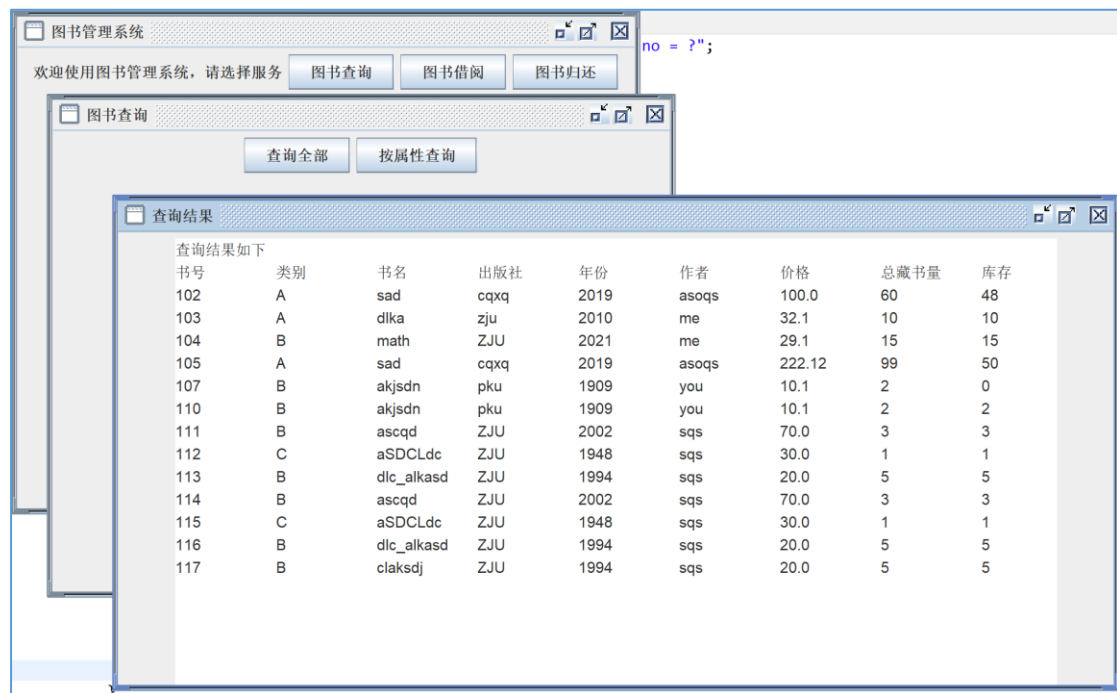 图书管理系统
no = ?";
欢迎使用图书管理系统，请选择服务 图书查询 图书借阅 图书归还
图书查询
查询全部 按属性查询
查询结果
查询结果如下
书号 类别 书名 出版社 年份 作者 价格 总藏书量 库存
102 A sad cqxq 2019 asoqs 100.0 60 48
103 A dlka zju 2010 me 32.1 10 10
104 B math ZJU 2021 me 29.1 15 15
105 A sad cqxq 2019 asoqs 222.12 99 50
107 B akjsdn pku 1909 you 10.1 2 0
110 B akjsdn pku 1909 you 10.1 2 2
111 B ascqd ZJU 2002 sqs 70.0 3 3
112 C aSDCLdc ZJU 1948 sqs 30.0 1 1
113 B dlc_alkasd ZJU 1994 sqs 20.0 5 5
114 B ascqd ZJU 2002 sqs 70.0 3 3
115 C aSDCLdc ZJU 1948 sqs 30.0 1 1
116 B dlc_alkasd ZJU 1994 sqs 20.0 5 5
117 B claksdj ZJU 1994 sqs 20.0 5 5